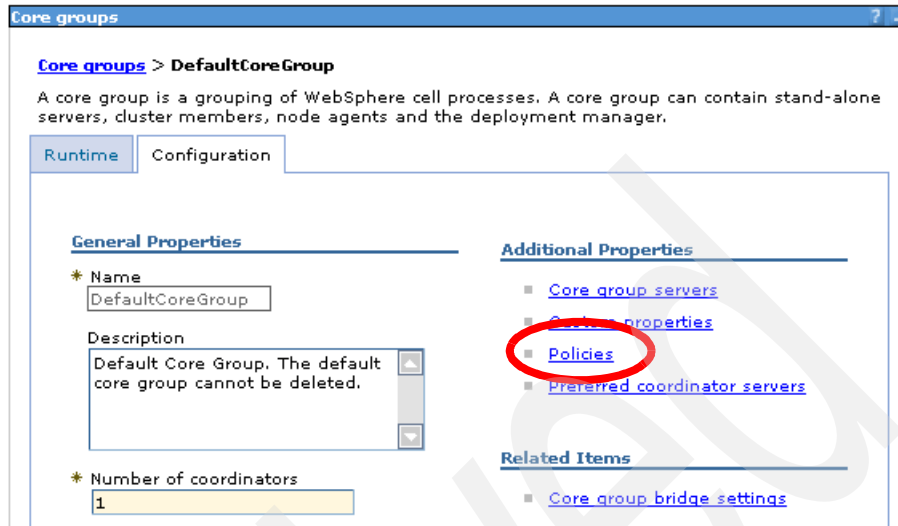 Core groups
?
Core groups > DefaultCoreGroup
A core group is a grouping of WebSphere cell processes. A core group can contain stand-alone
servers, cluster members, node agents and the deployment manager.
Runtime
Configuration
General Properties
* Name
DefaultCoreGroup
Description
Default Core Group. The default
core group cannot be deleted.
* Number of coordinators
1
Additional Properties
Core group servers
Custom properties
Policies
Preferred coordinator servers
Related Items
Core group bridge settings